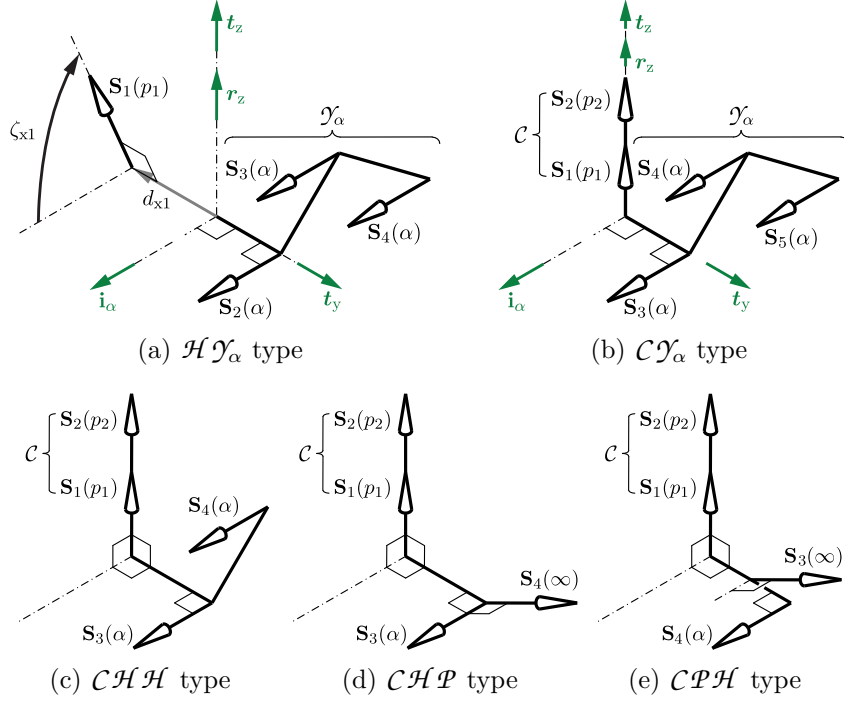 t_z
r_z
S_1(p_1)
ζ_x1
d_x1
𝒴_α
S_3(α)
S_4(α)
S_2(α)
i_α
t_y
(a) ℋ𝒴_α type
t_z
r_z
𝒞
S_2(p_2)
S_1(p_1)
𝒴_α
S_4(α)
S_5(α)
S_3(α)
i_α
t_y
(b) 𝒞𝒴_α type
𝒞
S_2(p_2)
S_1(p_1)
S_4(α)
S_3(α)
(c) 𝒞ℋℋ type
𝒞
S_2(p_2)
S_1(p_1)
S_4(∞)
S_3(α)
(d) 𝒞ℋ𝒫 type
𝒞
S_2(p_2)
S_1(p_1)
S_3(∞)
S_4(α)
(e) 𝒞𝒫ℋ type